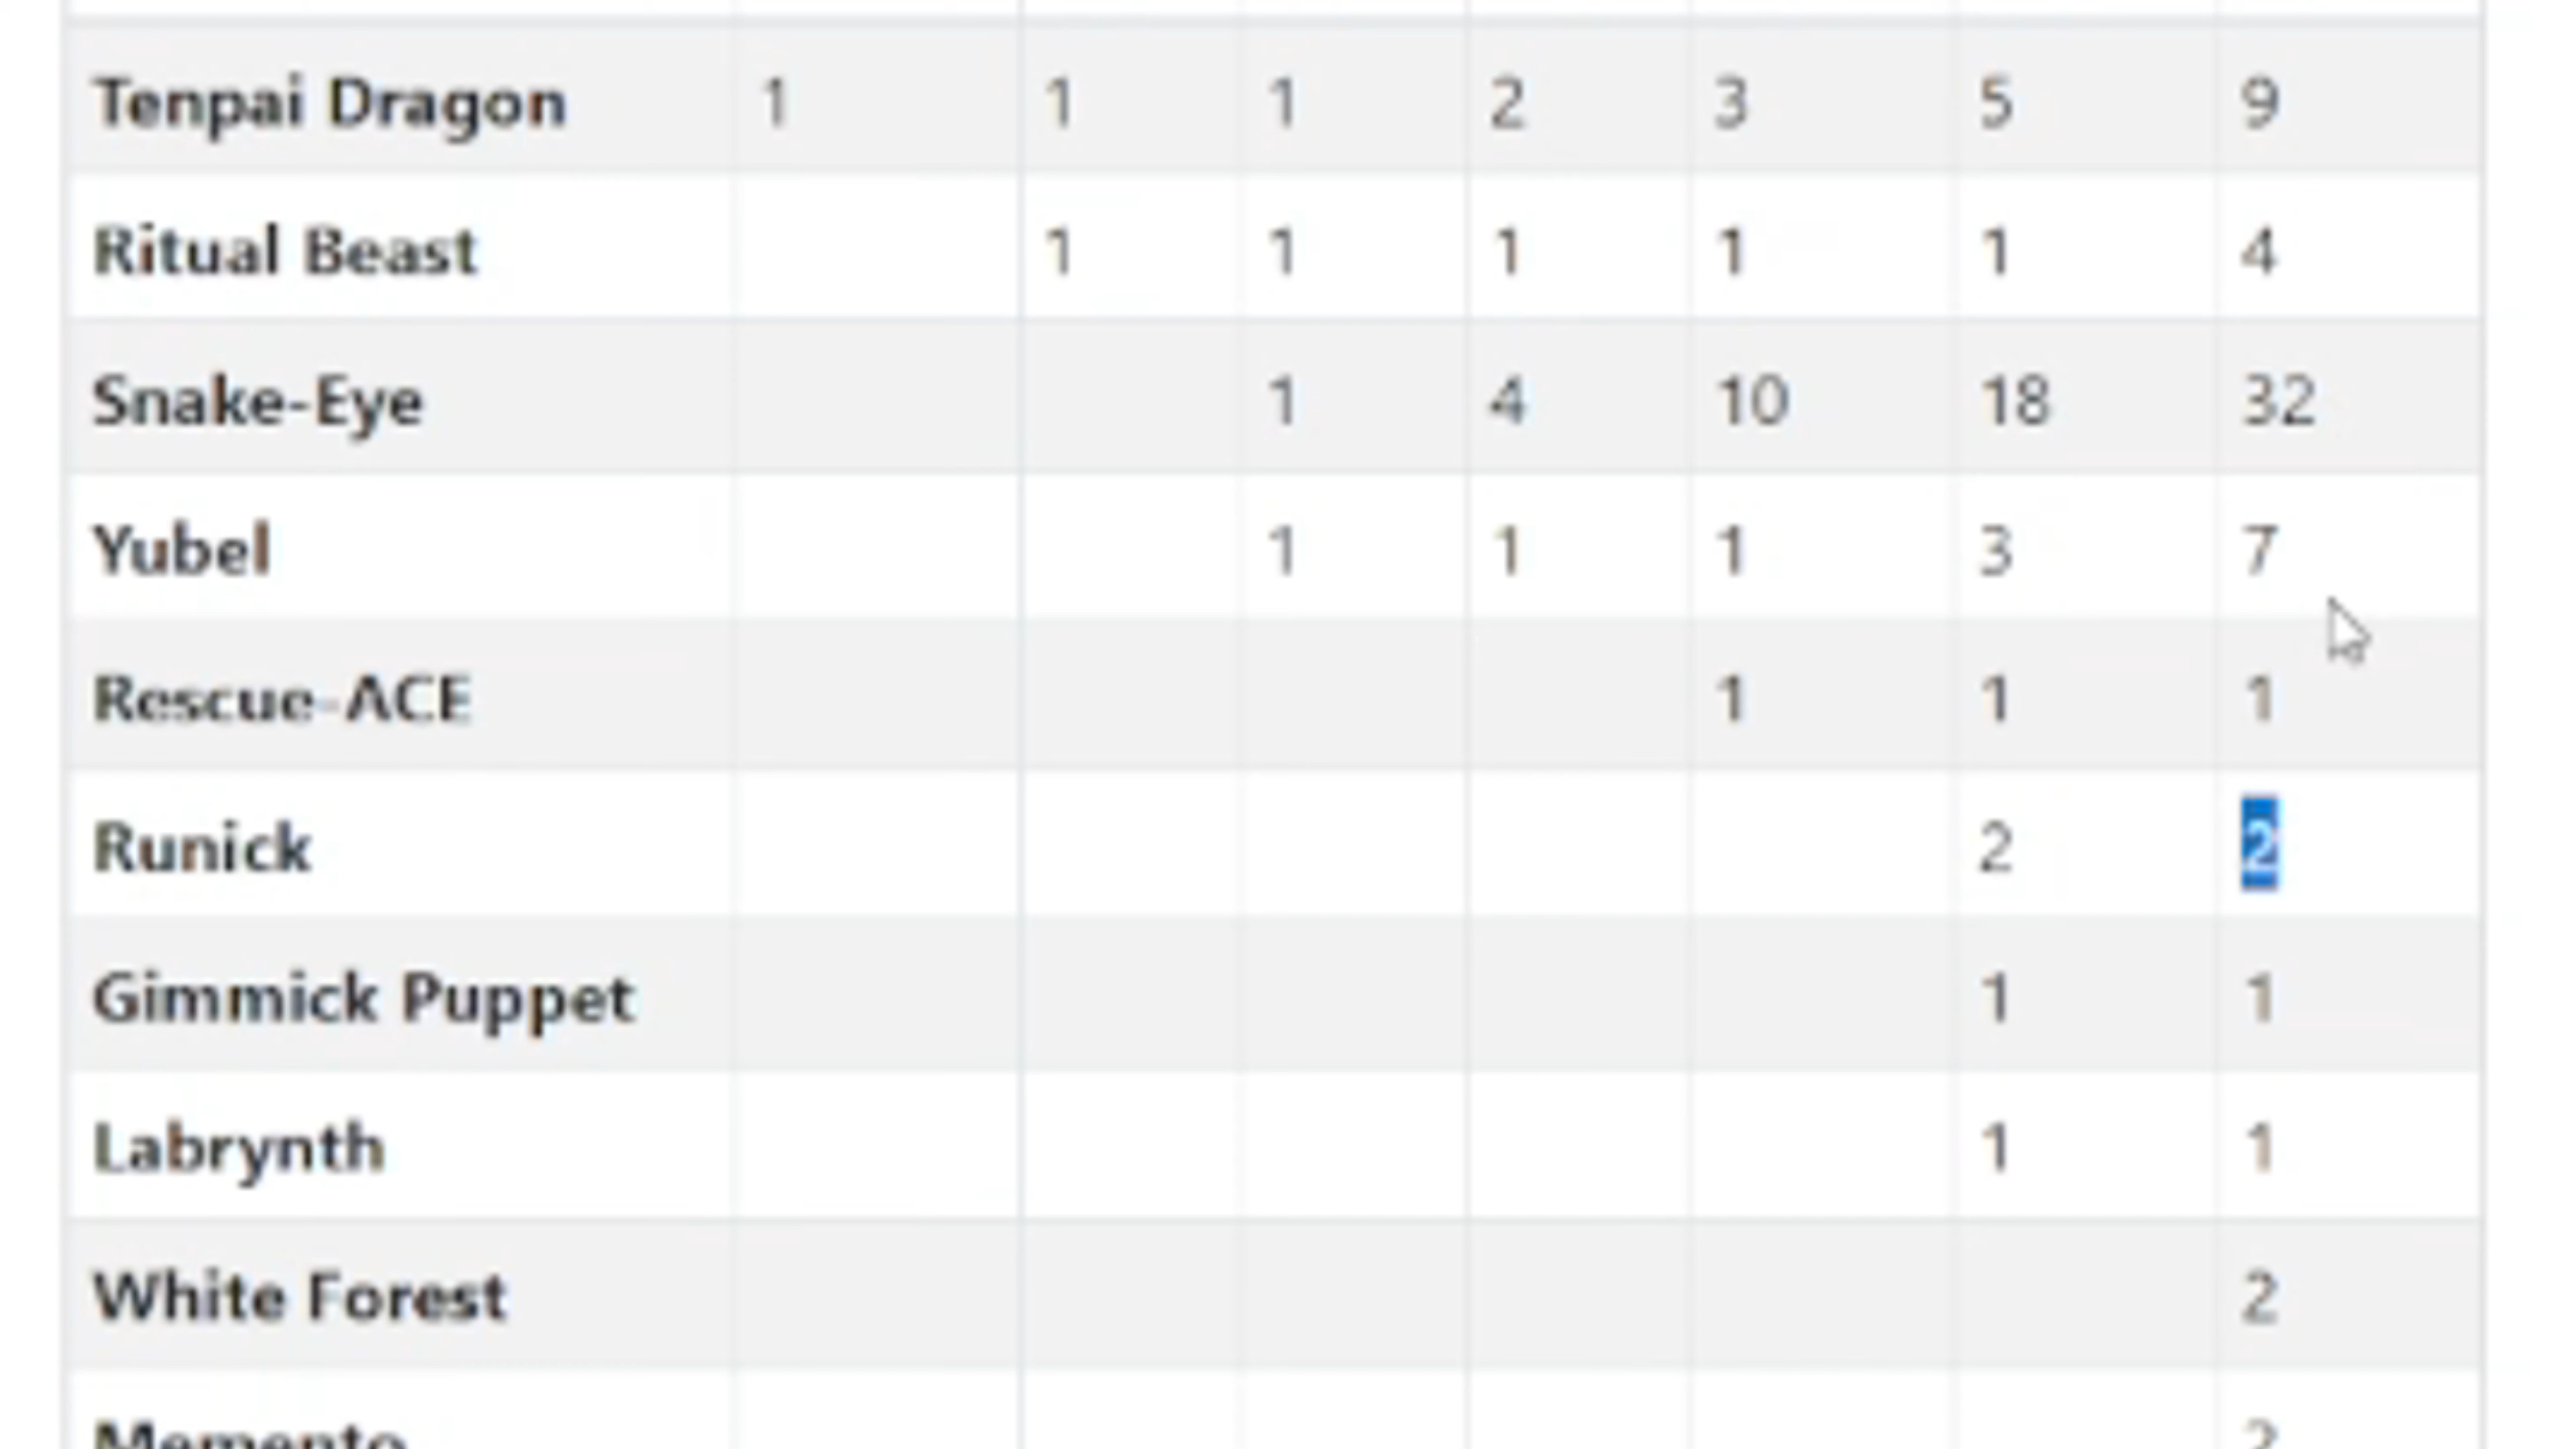 Tenpai Dragon 1 1 1 2 3 5 9
Ritual Beast 1 1 1 1 1 4
Snake-Eye 1 4 10 18 32
Yubel 1 1 1 3 7
Rescue-ACE 1 1 1
Runick 2 2
Gimmick Puppet 1 1
Labrynth 1 1
White Forest 2
Memento